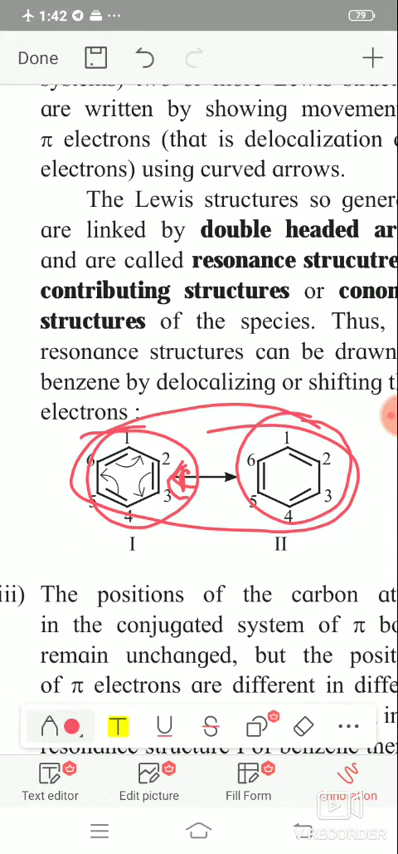 1:42 ...
79
Done
are written by showing movemen
π electrons (that is delocalization
electrons) using curved arrows.
The Lewis structures so gener
are linked by double headed ar
and are called resonance strucutre
contributing structures or conon
structures of the species. Thus,
resonance structures can be drawn
benzene by delocalizing or shifting t
electrons :
1 1
6 2 6 2
5 3 5 3
4 4
I II
iii) The positions of the carbon at
in the conjugated system of π bo
remain unchanged, but the posit
of π electrons are different in diffe
in
T U S ...
resonance structure I of benzene the
Text editor Edit picture Fill Form Annotation
V RECORDER